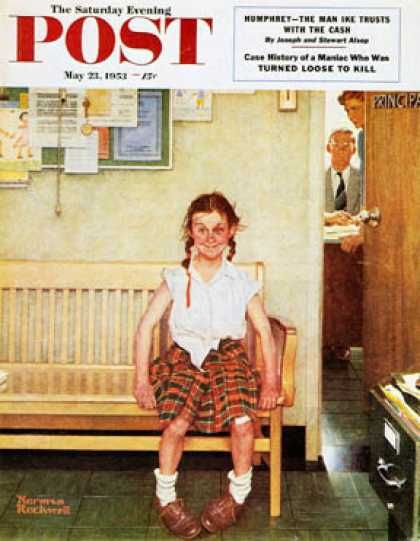 The Saturday Evening
POST
May 23, 1953 — 15¢
HUMPHREY—THE MAN IKE TRUSTS
WITH THE CASH
By Joseph and Stewart Alsop
Case History of a Maniac Who Was
TURNED LOOSE TO KILL
PRINCIPA
Norman
Rockwell